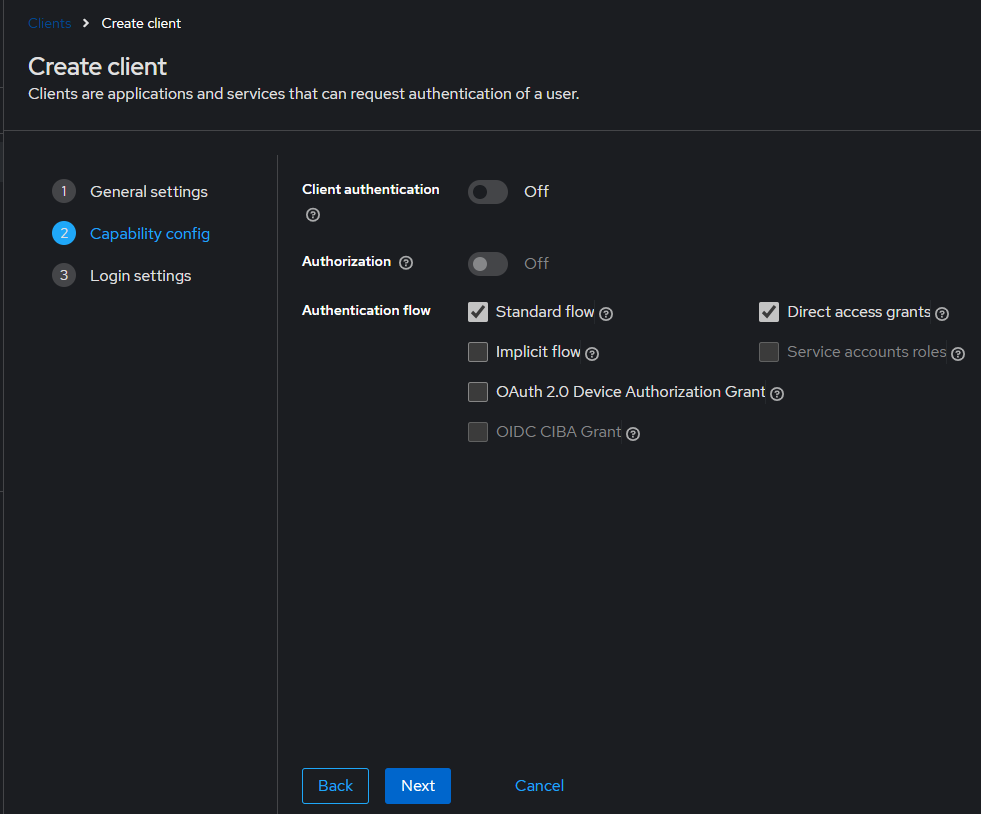 Clients > Create client
Create client
Clients are applications and services that can request authentication of a user.
1 General settings
2 Capability config
3 Login settings
Client authentication Off
Authorization Off
Authentication flow
Standard flow Direct access grants
Implicit flow Service accounts roles
OAuth 2.0 Device Authorization Grant
OIDC CIBA Grant
Back Next Cancel